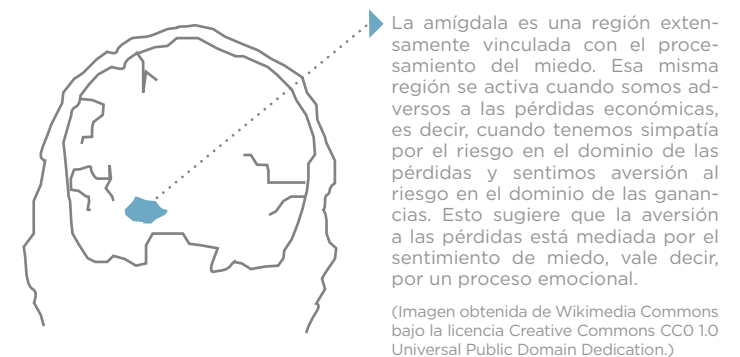 La amígdala es una región exten-
samente vinculada con el proce-
samiento del miedo. Esa misma
región se activa cuando somos ad-
versos a las pérdidas económicas,
es decir, cuando tenemos simpatía
por el riesgo en el dominio de las
pérdidas y sentimos aversión al
riesgo en el dominio de las ganan-
cias. Esto sugiere que la aversión
a las pérdidas está mediada por el
sentimiento de miedo, vale decir,
por un proceso emocional.
(Imagen obtenida de Wikimedia Commons
bajo la licencia Creative Commons CC0 1.0
Universal Public Domain Dedication.)